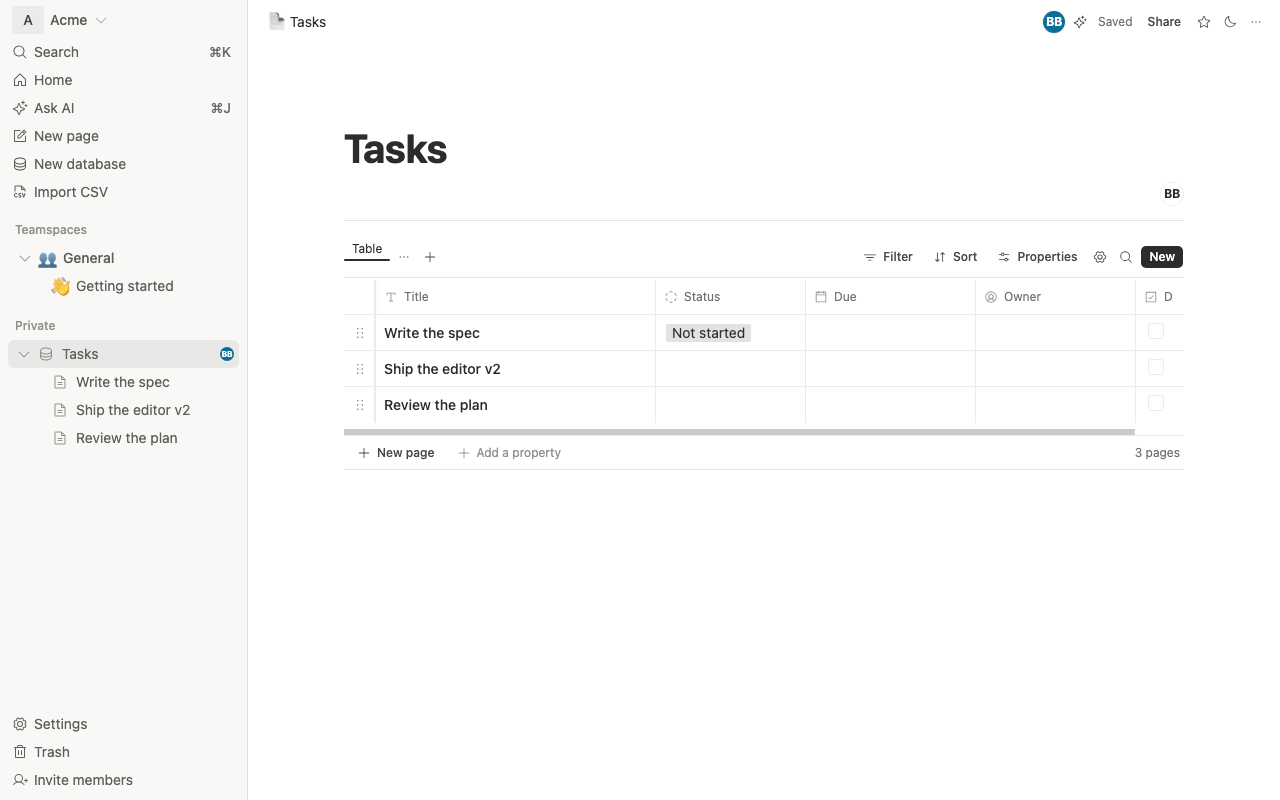 A Acme
Search ⌘K
Home
Ask AI ⌘J
New page
New database
Import CSV
Teamspaces
General
Getting started
Private
Tasks BB
Write the spec
Ship the editor v2
Review the plan
Settings
Trash
Invite members
Tasks
BB Saved Share
Tasks
BB
Table
Filter Sort Properties New
Title Status Due Owner D
Write the spec Not started
Ship the editor v2
Review the plan
New page Add a property 3 pages